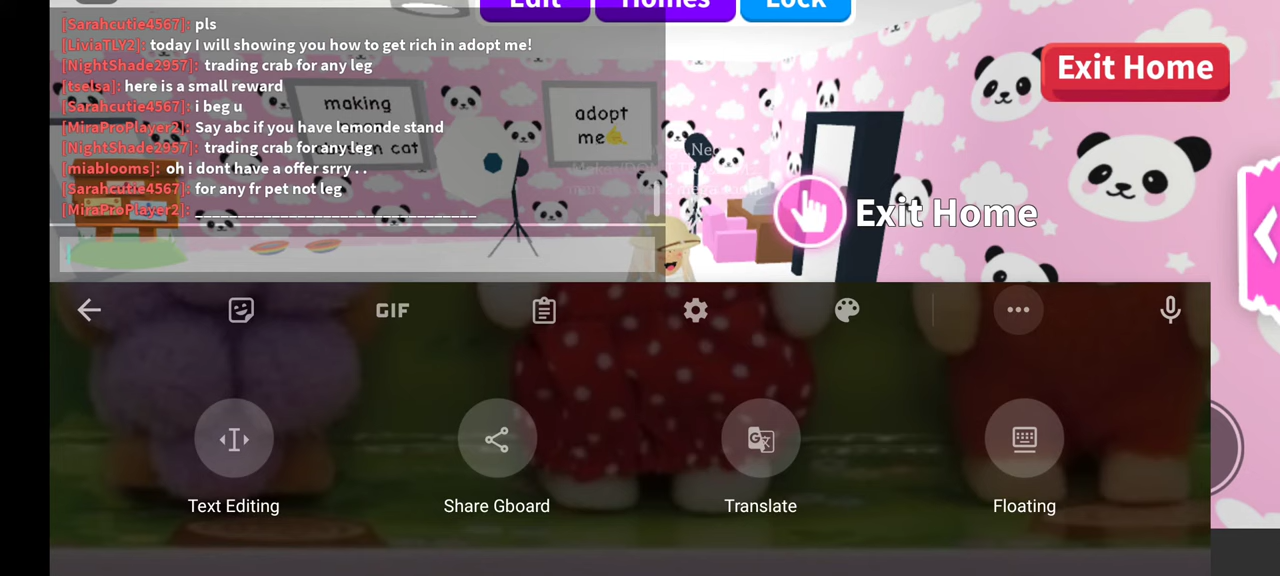 Edit Homes Lock
[Sarahcutie4567]: pls
[LiviaTLY2]: today I will showing you how to get rich in adopt me!
[NightShade2957]: trading crab for any leg
[tselsa]: here is a small reward
[Sarahcutie4567]: i beg u
[MiraProPlayer2]: Say abc if you have lemonde stand
[NightShade2957]: trading crab for any leg
[miablooms]: oh i dont have a offer srry . .
[Sarahcutie4567]: for any fr pet not leg
[MiraProPlayer2]: _________________________________
making
cat
adopt
me🤙
Exit Home
Exit Home
GIF
Text Editing
Share Gboard
Translate
Floating